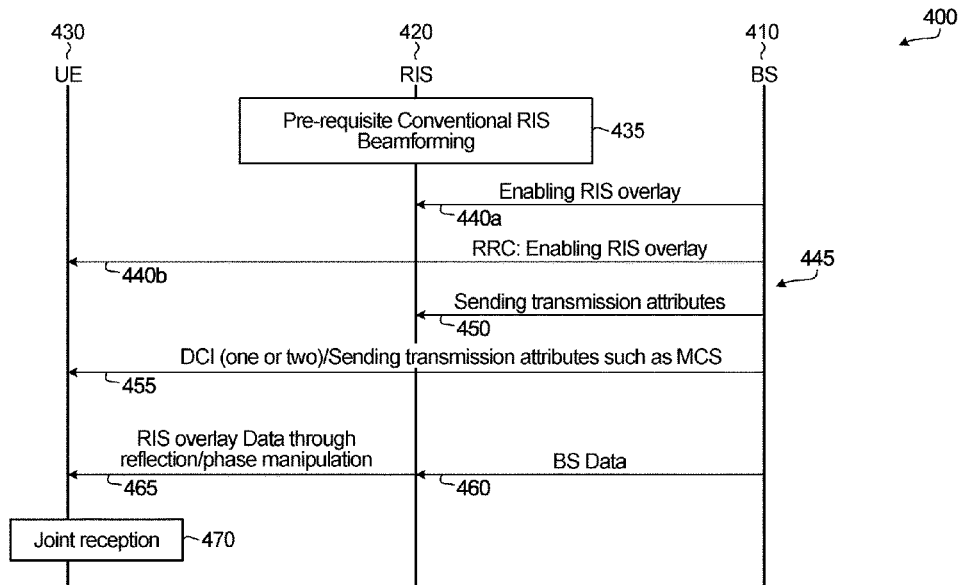 400
430
420
410
UE
RIS
BS
Pre-requisite Conventional RIS
Beamforming
435
Enabling RIS overlay
440a
RRC: Enabling RIS overlay
440b
445
Sending transmission attributes
450
DCI (one or two)/Sending transmission attributes such as MCS
455
RIS overlay Data through
reflection/phase manipulation
BS Data
465
460
Joint reception
470